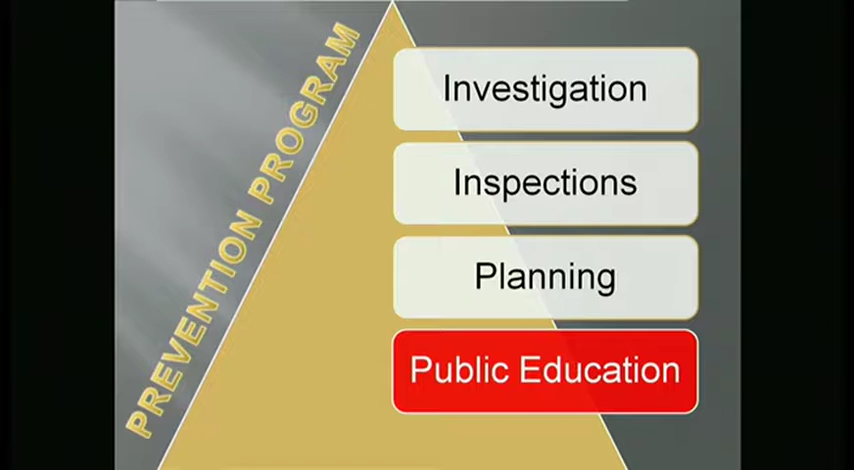 PREVENTION PROGRAM
Investigation
Inspections
Planning
Public Education